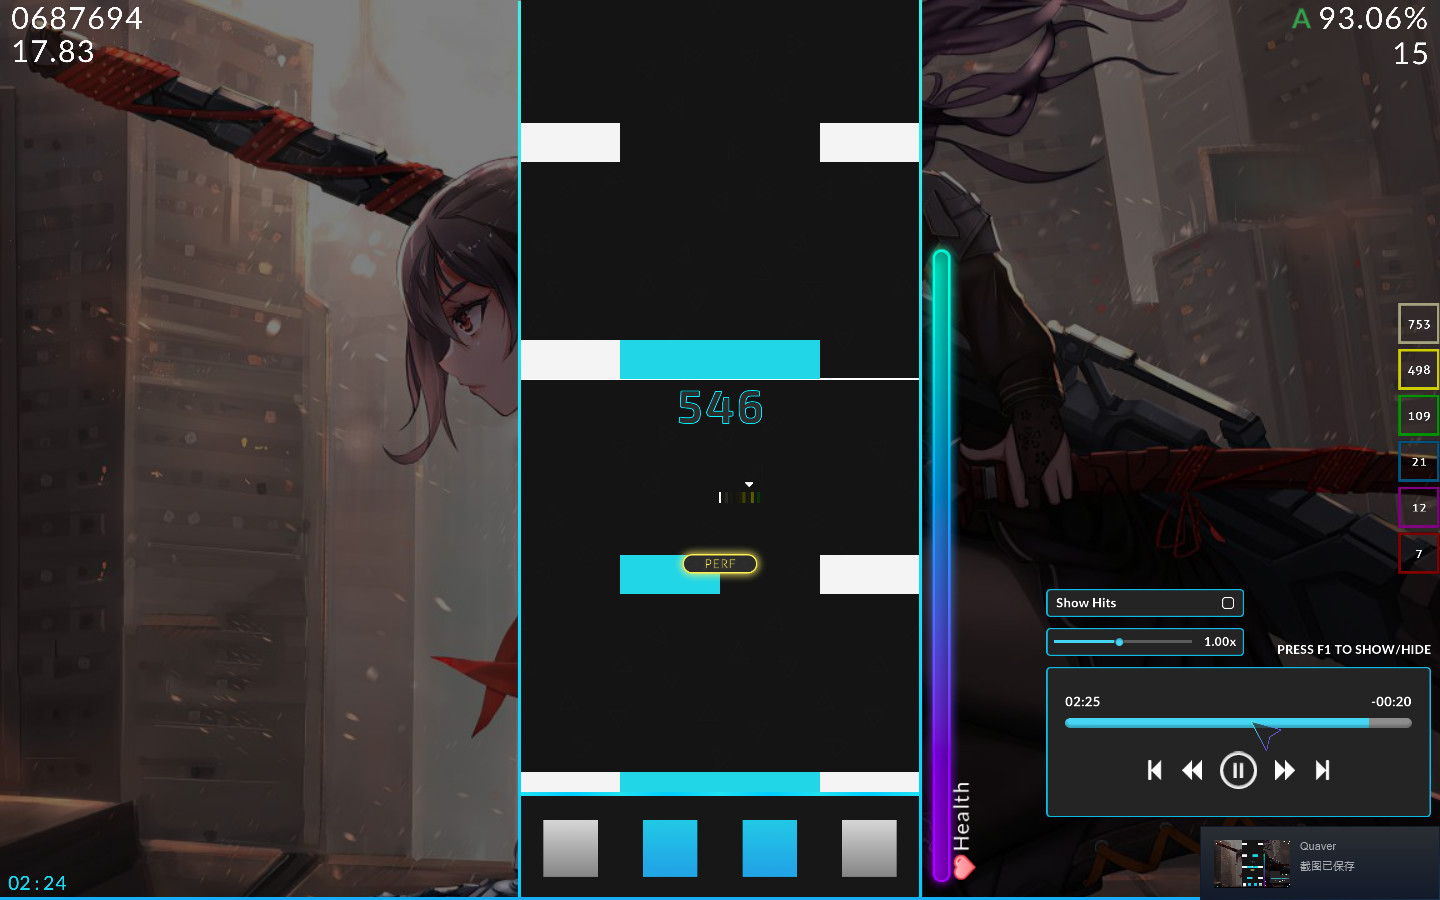 0687694
17.83
A 93.06%
15
753
546
498
109
21
12
PERF
7
Show Hits
1.00x
PRESS F1 TO SHOW/HIDE
02:25
-00:20
Health
Quaver
截图已保存
02:24